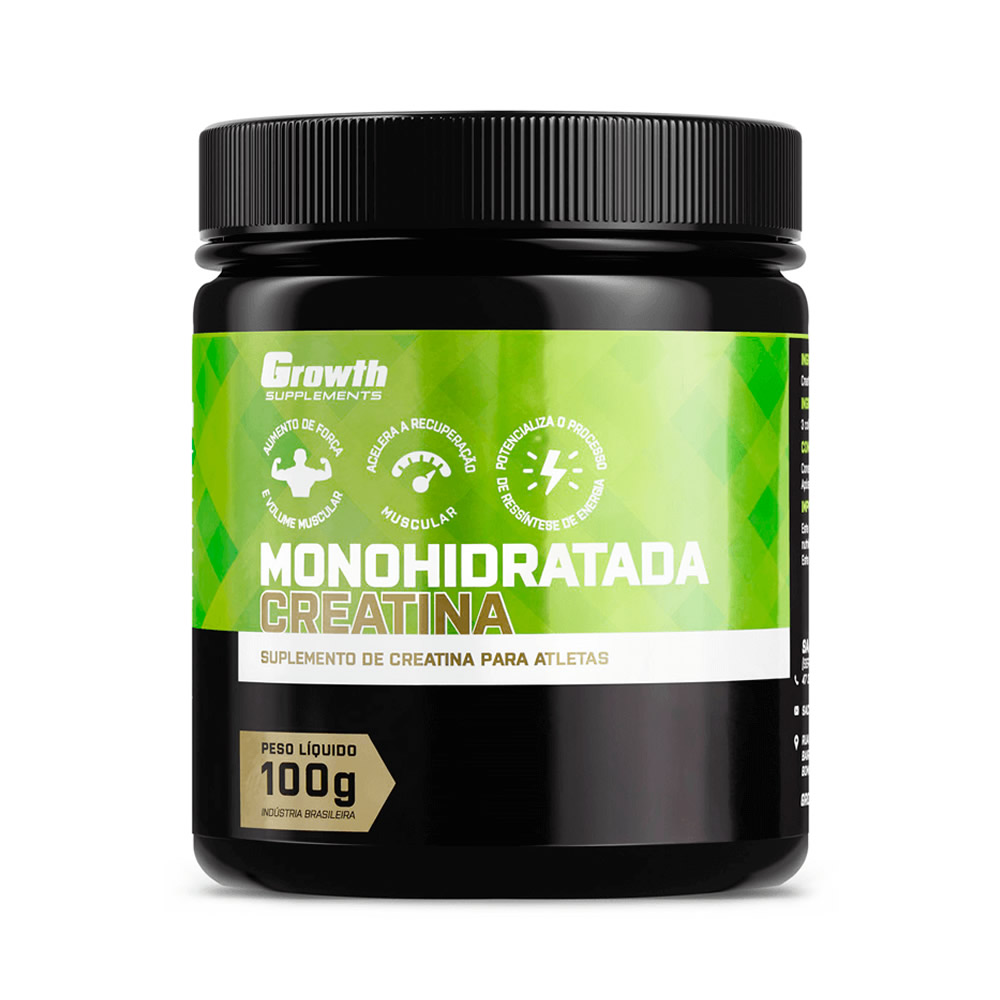 Growth
SUPPLEMENTS
AUMENTO DE FORÇA
E VOLUME MUSCULAR
ACELERA A RECUPERAÇÃO
MUSCULAR
POTENCIALIZA O PROCESSO
DE RESSÍNTESE DE ENERGIA
MONOHIDRATADA
CREATINA
SUPLEMENTO DE CREATINA PARA ATLETAS
PESO LÍQUIDO
100g
INDÚSTRIA BRASILEIRA